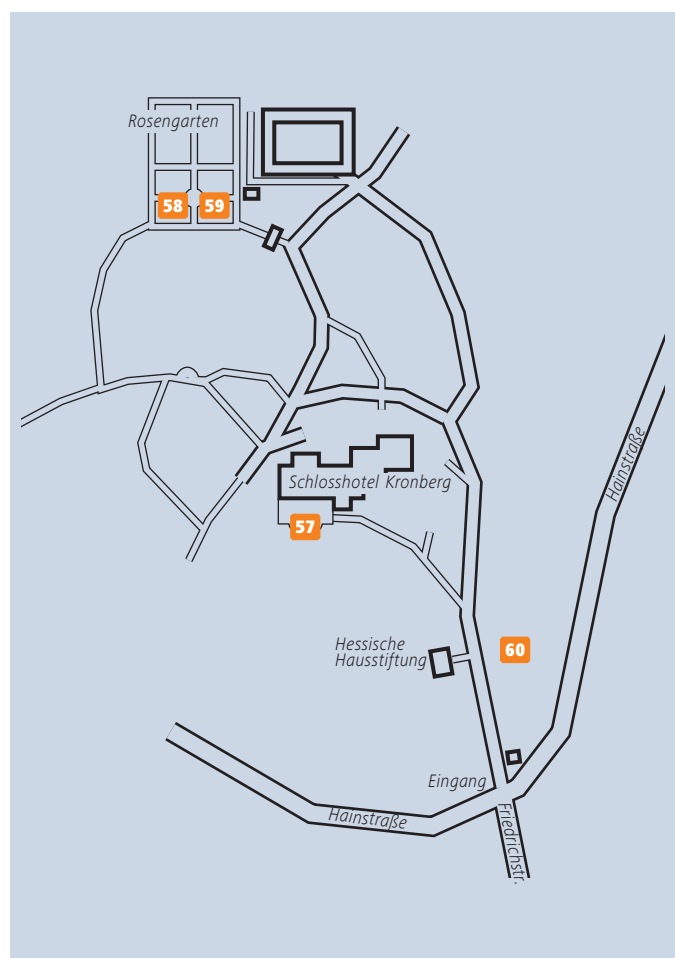 Rosengarten
58
59
Schlosshotel Kronberg
57
Hainstraße
Hessische
Hausstiftung
60
Eingang
Hainstraße
Friedrichstr.